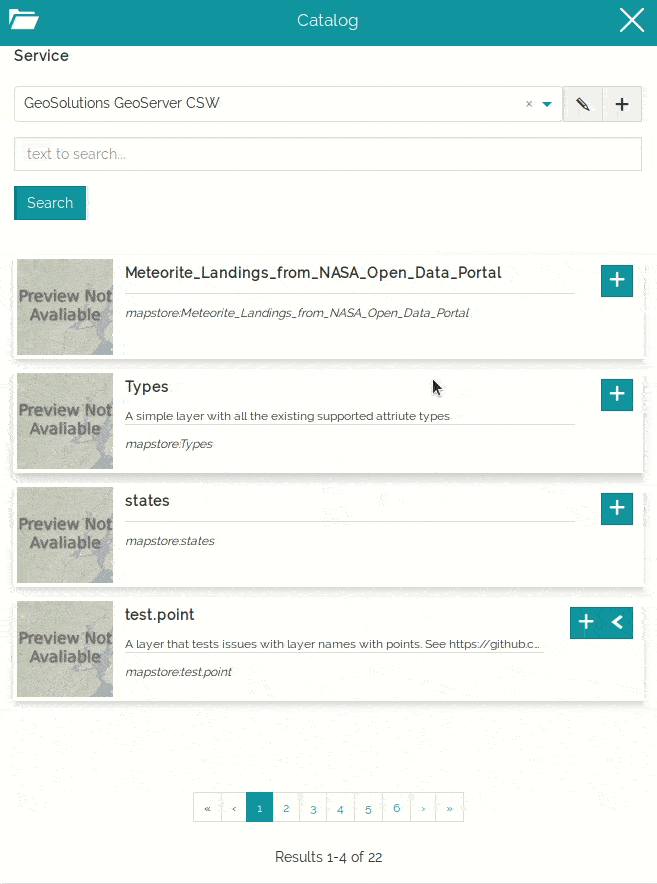 Catalog
Service
GeoSolutions GeoServer CSW
text to search...
Search
Preview Not
Avaliable
Meteorite_Landings_from_NASA_Open_Data_Portal
mapstore:Meteorite_Landings_from_NASA_Open_Data_Portal
Preview Not
Avaliable
Types
A simple layer with all the existing supported attriute types
mapstore:Types
Preview Not
Avaliable
states
mapstore:states
Preview Not
Avaliable
test.point
A layer that tests issues with layer names with points. See https://github.c...
mapstore:test.point
« ‹ 1 2 3 4 5 6 › »
Results 1-4 of 22